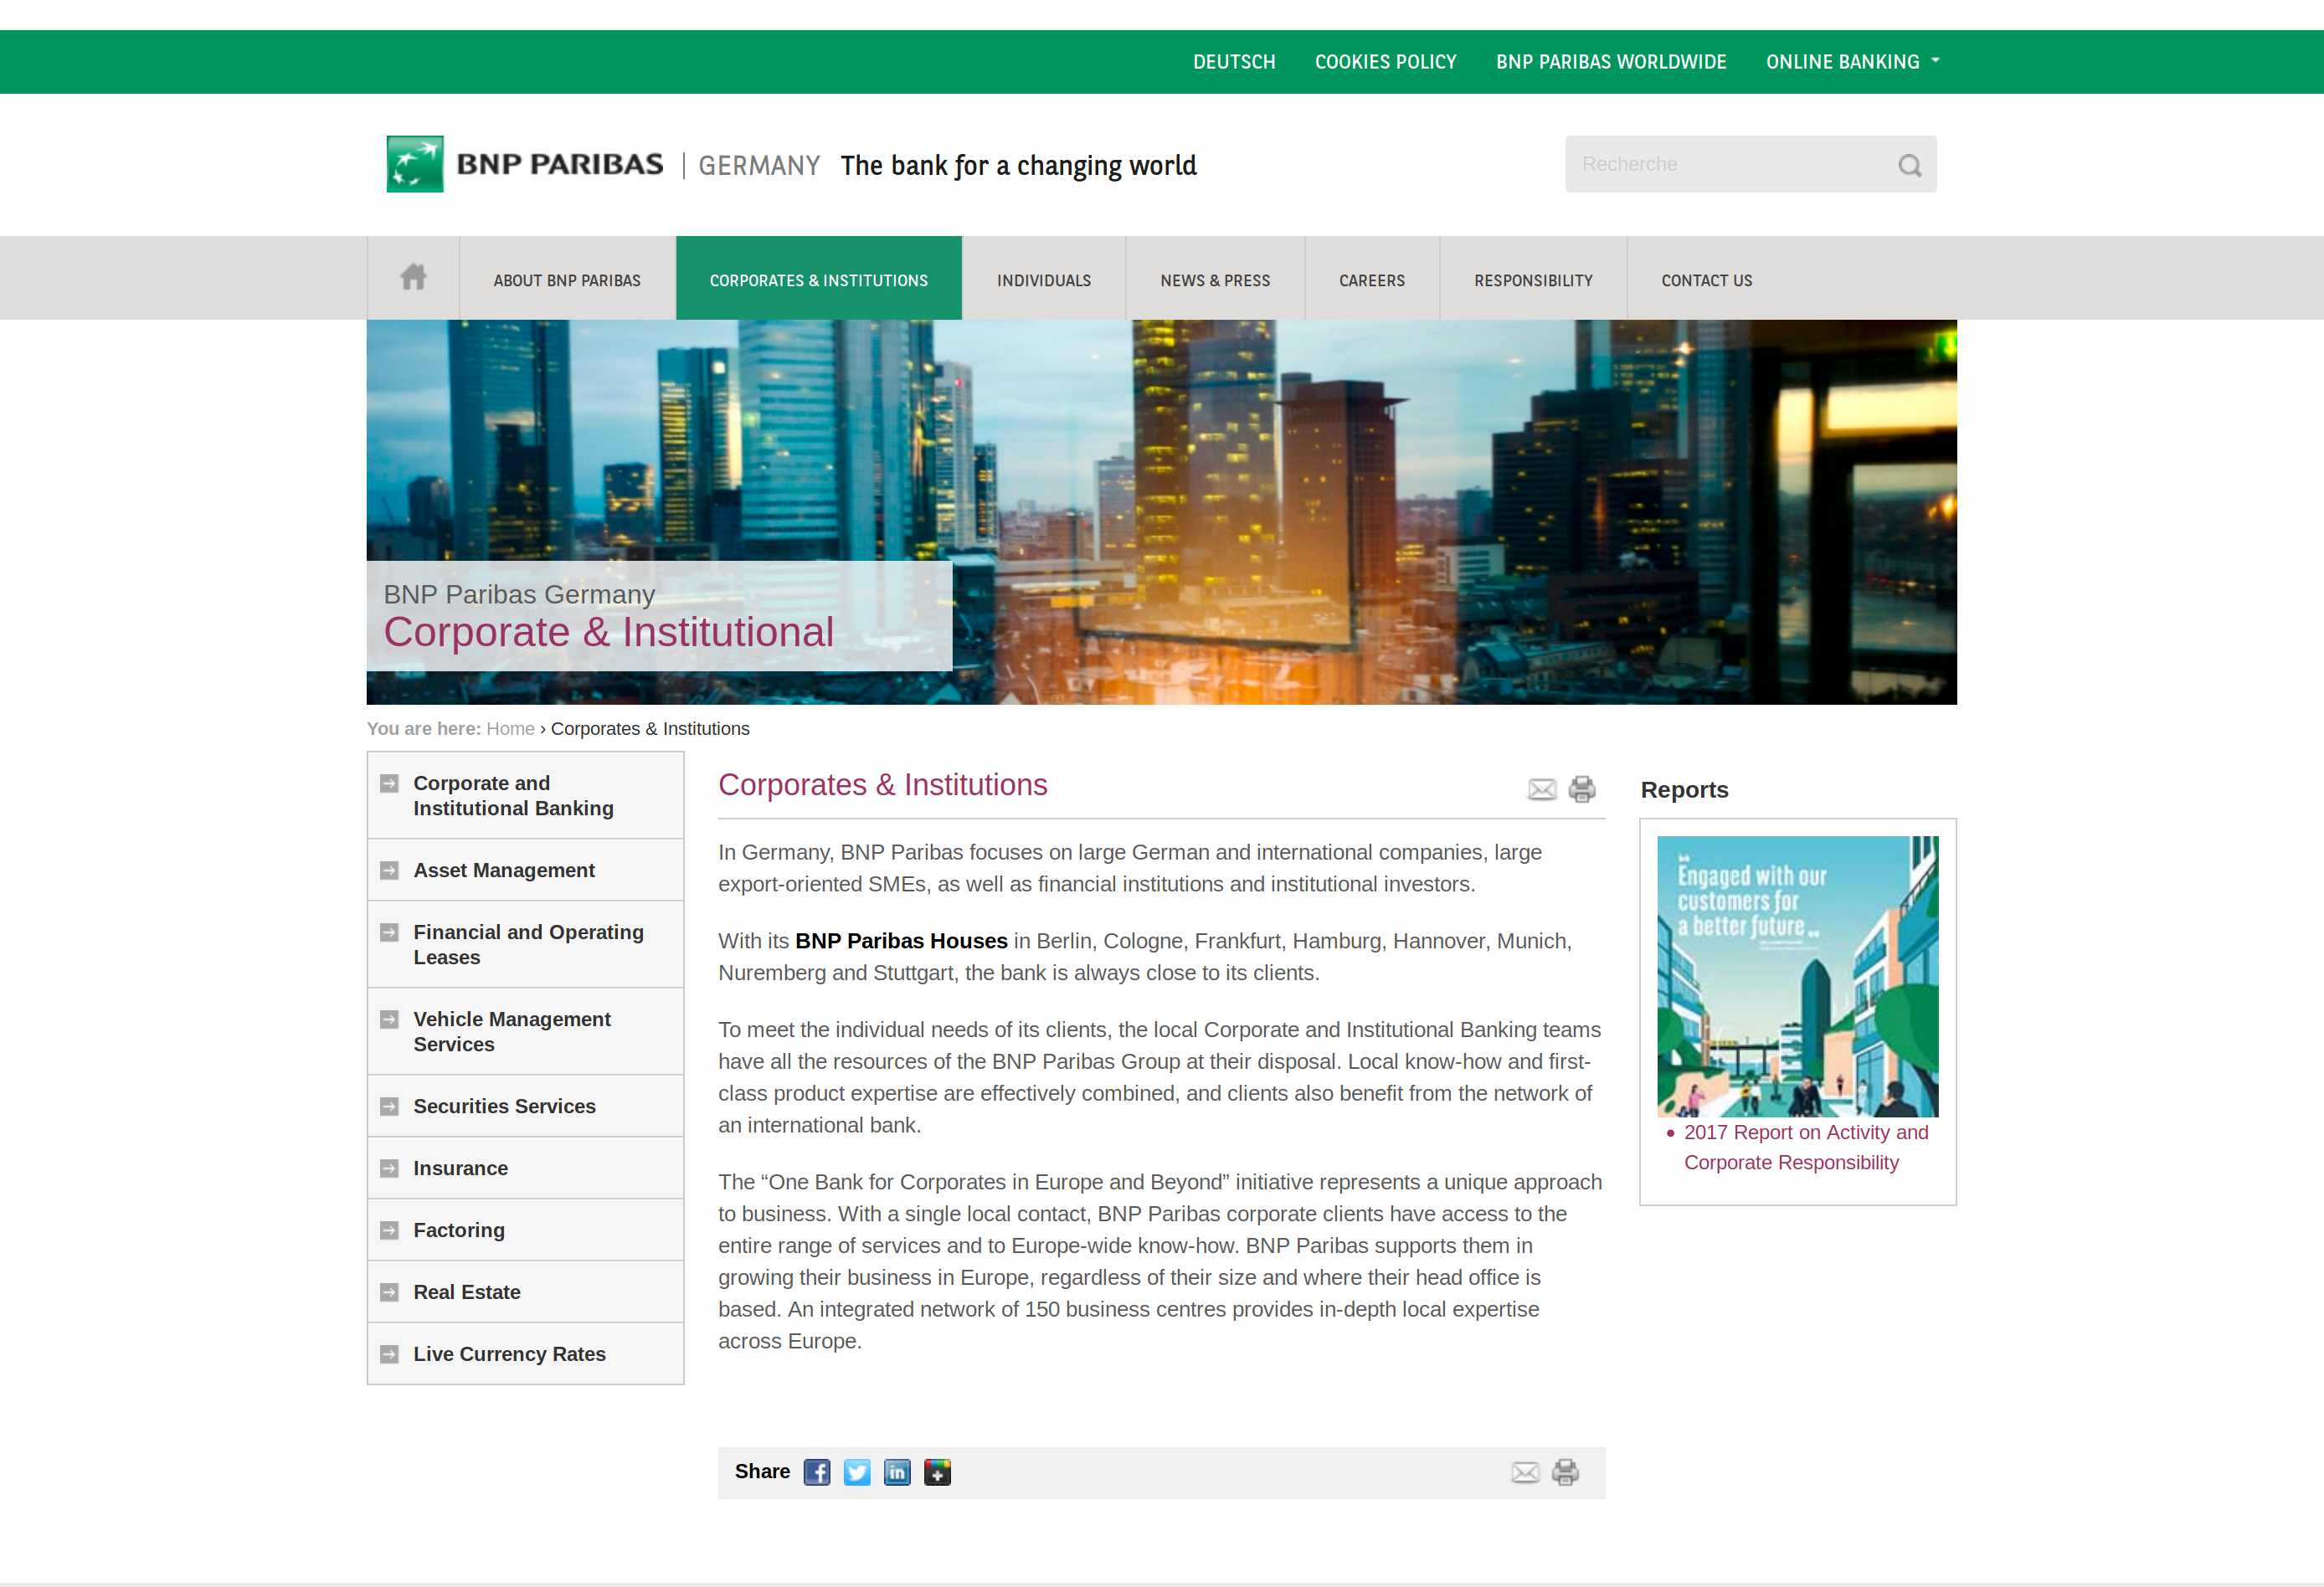 DEUTSCH COOKIES POLICY BNP PARIBAS WORLDWIDE ONLINE BANKING
BNP PARIBAS GERMANY The bank for a changing world
Recherche
ABOUT BNP PARIBAS CORPORATES & INSTITUTIONS INDIVIDUALS NEWS & PRESS CAREERS RESPONSIBILITY CONTACT US
BNP Paribas Germany
Corporate & Institutional
You are here: Home › Corporates & Institutions
Corporate and
Institutional Banking
Asset Management
Financial and Operating
Leases
Vehicle Management
Services
Securities Services
Insurance
Factoring
Real Estate
Live Currency Rates
Corporates & Institutions
In Germany, BNP Paribas focuses on large German and international companies, large
export-oriented SMEs, as well as financial institutions and institutional investors.
With its BNP Paribas Houses in Berlin, Cologne, Frankfurt, Hamburg, Hannover, Munich,
Nuremberg and Stuttgart, the bank is always close to its clients.
To meet the individual needs of its clients, the local Corporate and Institutional Banking teams
have all the resources of the BNP Paribas Group at their disposal. Local know-how and first-
class product expertise are effectively combined, and clients also benefit from the network of
an international bank.
The “One Bank for Corporates in Europe and Beyond” initiative represents a unique approach
to business. With a single local contact, BNP Paribas corporate clients have access to the
entire range of services and to Europe-wide know-how. BNP Paribas supports them in
growing their business in Europe, regardless of their size and where their head office is
based. An integrated network of 150 business centres provides in-depth local expertise
across Europe.
Share
Reports
“Engaged with our
customers for
a better future„
• 2017 Report on Activity and
Corporate Responsibility